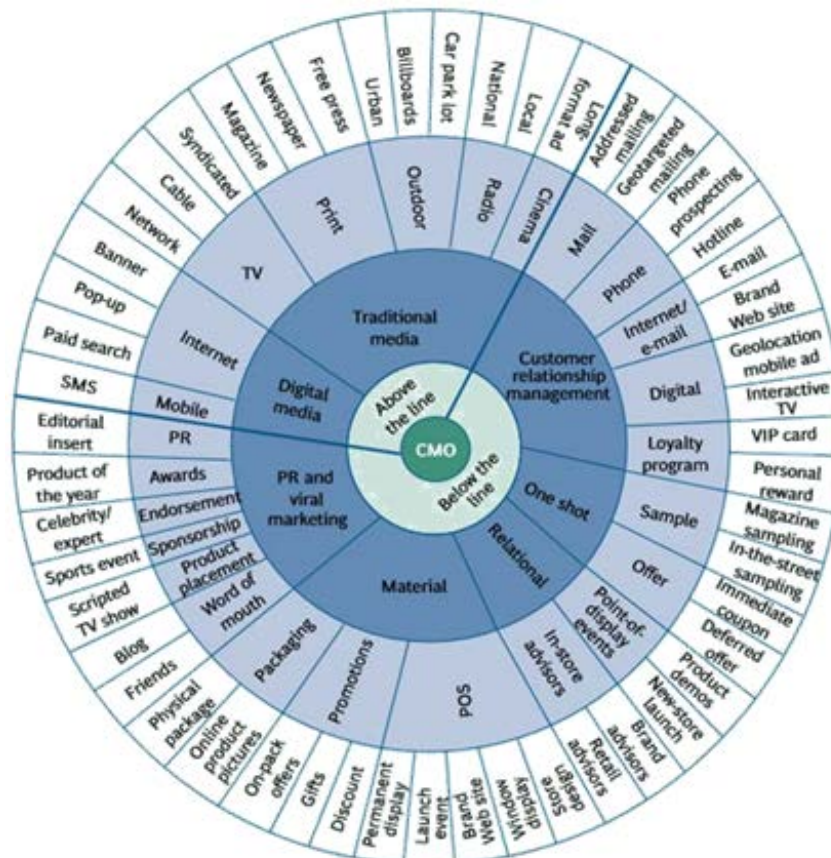 CMO
Above
the line
Below the
line
Traditional
media
Customer
relationship
management
One shot
Relational
Material
PR and
viral
marketing
Digital
media
TV
Print
Outdoor
Radio
Cinema
Mail
Phone
Internet/
e-mail
Digital
Loyalty
program
Sample
Offer
Point-of-
display
events
In-store
advisors
POS
Promotions
Packaging
Word of
mouth
Product
placement
Sponsorship
Endorsement
Awards
PR
Mobile
Internet
Network
Cable
Syndicated
Magazine
Newspaper
Free press
Urban
Billboards
Car park lot
National
Local
Long-
format ad
Addressed
mailing
Geotargeted
mailing
Phone
prospecting
Hotline
E-mail
Brand
Web site
Geolocation
mobile ad
Interactive
TV
VIP card
Personal
reward
Magazine
sampling
In-the-street
sampling
Immediate
coupon
Deferred
offer
Product
demos
New-store
launch
Brand
advisors
Retail
advisors
Store
design
Window
display
Brand
Web site
Launch
event
Permanent
display
Discount
Gifts
On-pack
offers
Online
product
pictures
Physical
package
Friends
Blog
Scripted
TV show
Sports event
Celebrity/
expert
Product of
the year
Editorial
insert
SMS
Paid search
Pop-up
Banner